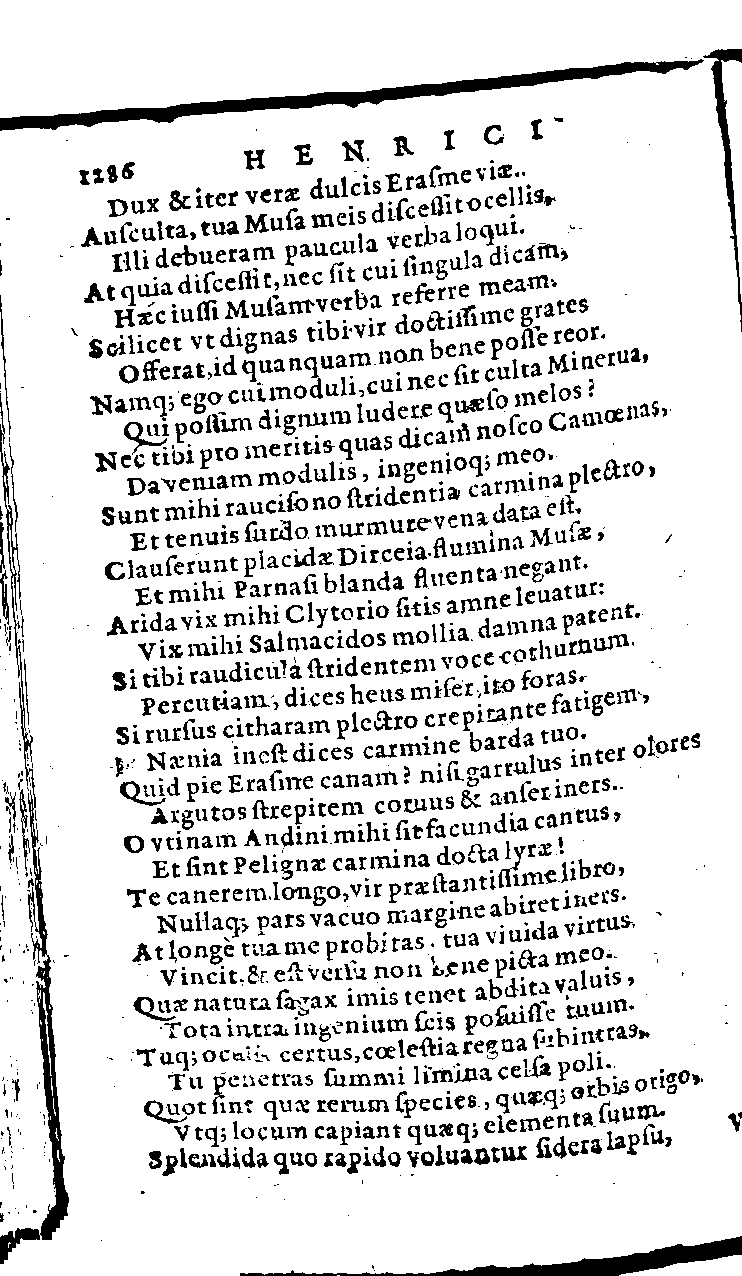 1286 HENRICI
Dux & iter veræ dulcis Eraſme viæ.
Auſculta, tua Muſa meis diſceſſit ocellis,
Illi debueram paucula verba loqui.
At quia diſceſſit, nec ſit cui ſingula dicam,
Hæc iuſſi Muſam verba referre meam.
Scilicet vt dignas tibi vir doctiſſime grates
Offerat, id quanquam non bene poſſe reor.
Namq; ego cui moduli, cui nec ſit culta Minerua,
Qui poſſim dignum ludere quæſo melos?
Nec tibi pro meritis quas dicam noſco Camœnas,
Da veniam modulis, ingenioq; meo.
Sunt mihi rauciſono ſtridentia carmina plectro,
Et tenuis ſurdo murmure vena data eſt.
Clauſerunt placidæ Dirceia flumina Muſæ,
Et mihi Parnaſi blanda fluenta negant.
Arida vix mihi Clytorio ſitis amne leuatur:
Vix mihi Salmacidos mollia damna patent.
Si tibi raudicula ſtridentem voce cothurnum
Percutiam, dices heus miſer, ito foras.
Si rurſus citharam plectro crepitante fatigem,
Nænia ineſt dices carmine barda tuo.
Quid pie Eraſme canam? niſi garrulus inter olores
Argutos ſtrepitem coruus & anſer iners.
O vtinam Andini mihi ſit facundia cantus,
Et ſint Pelignæ carmina docta lyræ!
Te canerem longo, vir præſtantiſſime libro,
Nullaq; pars vacuo margine abiret iners.
At longè tua me probitas, tua viuida virtus
Vincit, & eſt verſu non bene picta meo.
Quæ natura ſagax imis tenet abdita valuis,
Tota intra ingenium ſcis poſuiſſe tuum.
Tuq; oculis certus, cœleſtia regna ſubintras,
Tu penetras ſummi limina celſa poli.
Quot ſint quæ rerum ſpecies, quæq; orbis origo,
Vtq; locum capiant quæq; elementa ſuum.
Splendida quo rapido voluantur ſidera lapſu,
V